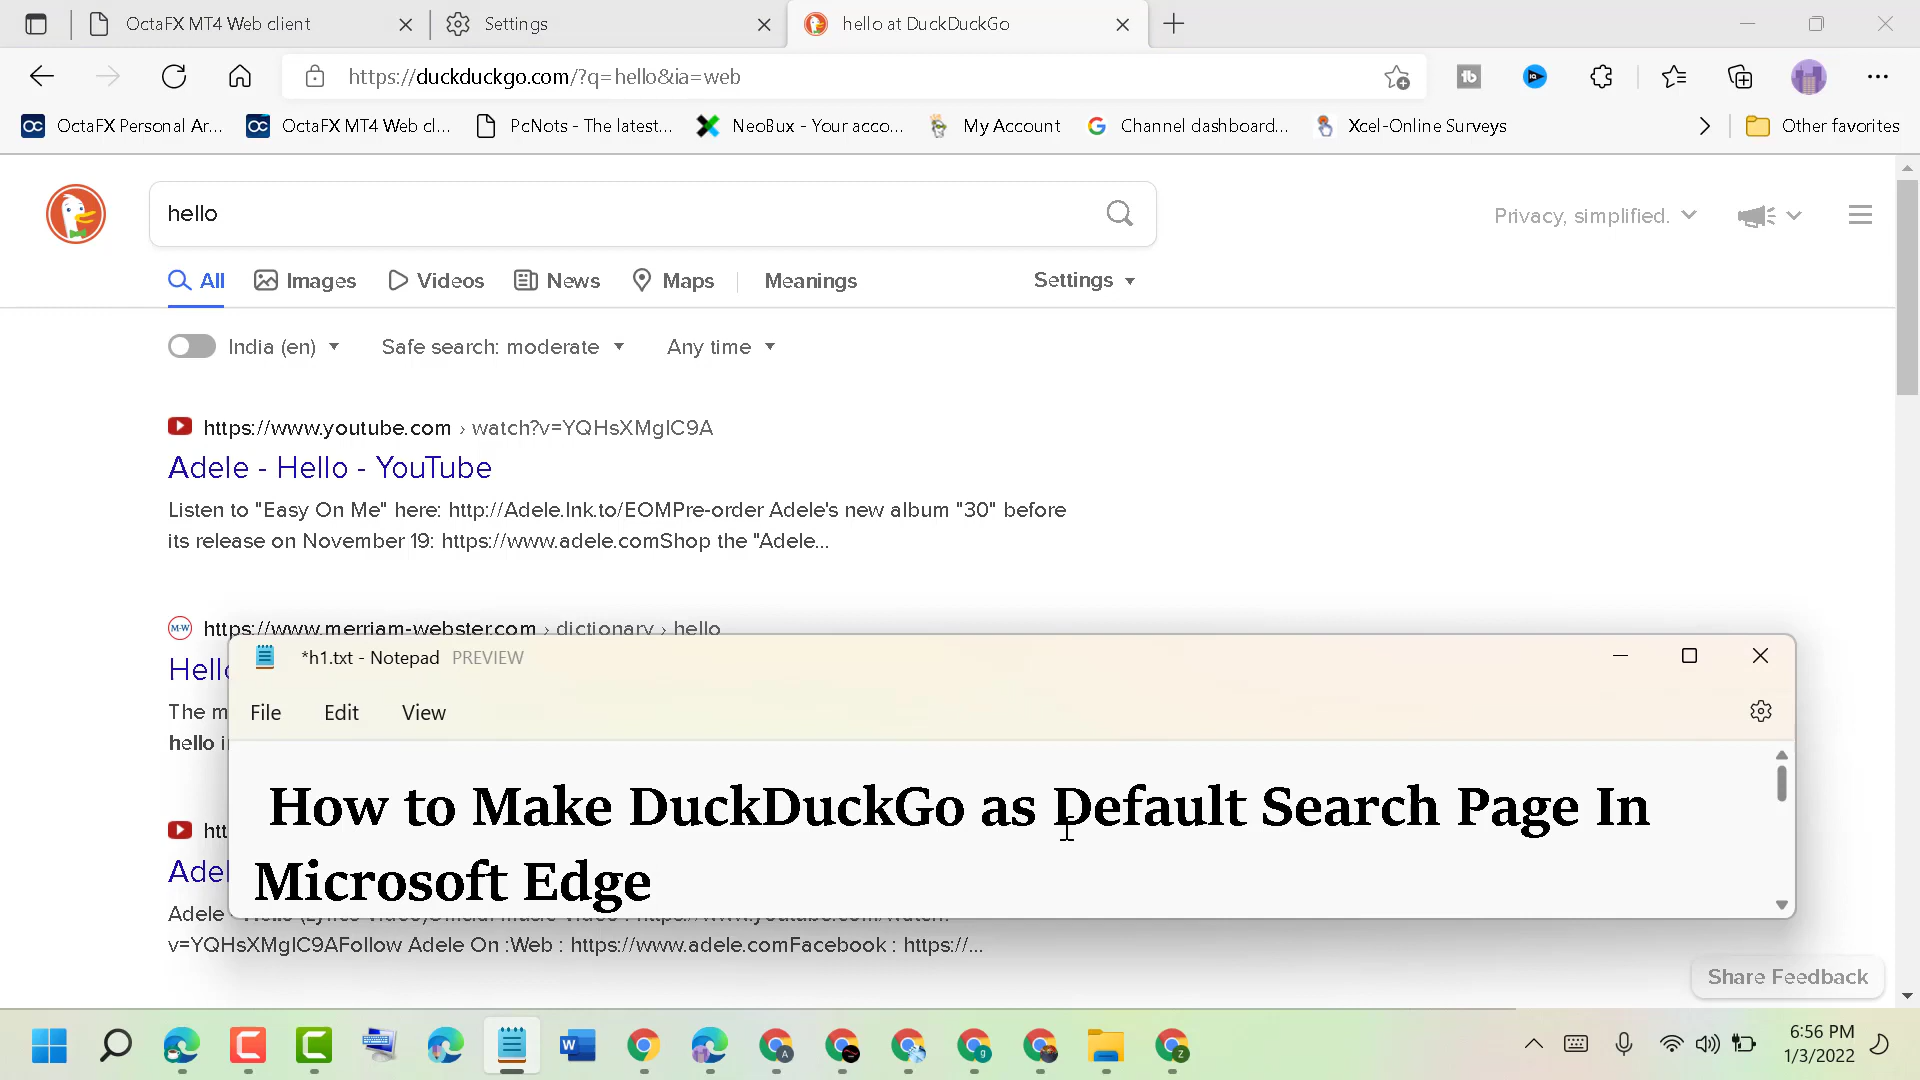 OctaFX MT4 Web client
Settings
hello at DuckDuckGo
https://duckduckgo.com/?q=hello&ia=web
OctaFX Personal Ar...
OctaFX MT4 Web cl...
PcNots - The latest...
NeoBux - Your acco...
My Account
Channel dashboard...
Xcel-Online Surveys
Other favorites
hello
Privacy, simplified.
All
Images
Videos
News
Maps
Meanings
Settings
India (en)
Safe search: moderate
Any time
https://www.youtube.com › watch?v=YQHsXMglC9A
Adele - Hello - YouTube
Listen to "Easy On Me" here: http://Adele.lnk.to/EOMPre-order Adele's new album "30" before
its release on November 19: https://www.adele.comShop the "Adele...
https://www.merriam-webster.com › dictionary › hello
The m
hello i
*h1.txt - Notepad PREVIEW
File
Edit
View
How to Make DuckDuckGo as Default Search Page In
Microsoft Edge
htt
Adel
v=YQHsXMglC9AFollow Adele On :Web : https://www.adele.comFacebook : https://...
Share Feedback
6:56 PM
1/3/2022